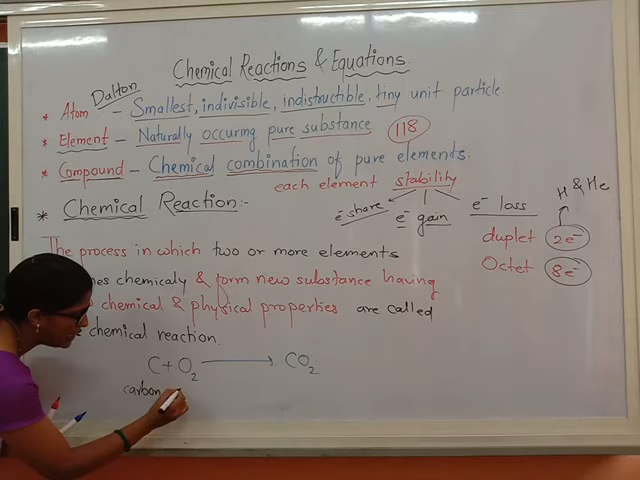 Chemical Reactions & Equations
* Atom Dalton - Smallest, indivisible, indistructible, tiny unit particle.
* Element - Naturally occuring pure substance 118
* Compound - Chemical combination of pure elements.
each element stability
H & He
e⁻ share e⁻ gain e⁻ loss
* Chemical Reaction:-
duplet 2e⁻
Octet 8e⁻
The process in which two or more elements
chemicaly & form new substance having
chemical & physical properties are called
chemical reaction.
C + O₂ → CO₂
carbon